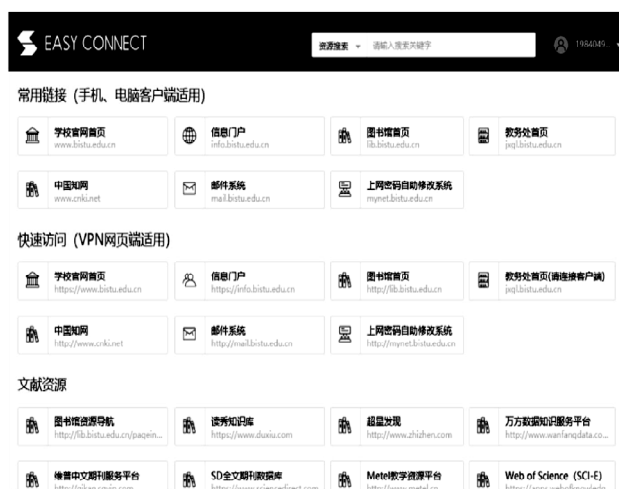 EASY CONNECT
资源搜索
请输入搜索关键字
1984049...
常用链接（手机、电脑客户端适用）
学校官网首页
www.bistu.edu.cn
信息门户
info.bistu.edu.cn
图书馆首页
lib.bistu.edu.cn
教务处首页
jxgl.bistu.edu.cn
中国知网
www.cnki.net
邮件系统
mail.bistu.edu.cn
上网密码自助修改系统
mynet.bistu.edu.cn
快速访问（VPN网页端适用）
学校官网首页
https://www.bistu.edu.cn
信息门户
https://info.bistu.edu.cn
图书馆首页
http://lib.bistu.edu.cn
教务处首页(请连接客户端)
jxgl.bistu.edu.cn
中国知网
http://www.cnki.net
邮件系统
http://mail.bistu.edu.cn
上网密码自助修改系统
http://mynet.bistu.edu.cn
文献资源
图书馆资源导航
http://lib.bistu.edu.cn/pagein...
读秀知识库
https://www.duxiu.com
超星发现
http://www.zhizhen.com
万方数据知识服务平台
http://www.wanfangdata.co...
维普中文期刊服务平台
SD全文期刊数据库
https://www.sciencedirect.com
Metel教学资源平台
http://www.metel.cn
Web of Science（SCI-E）